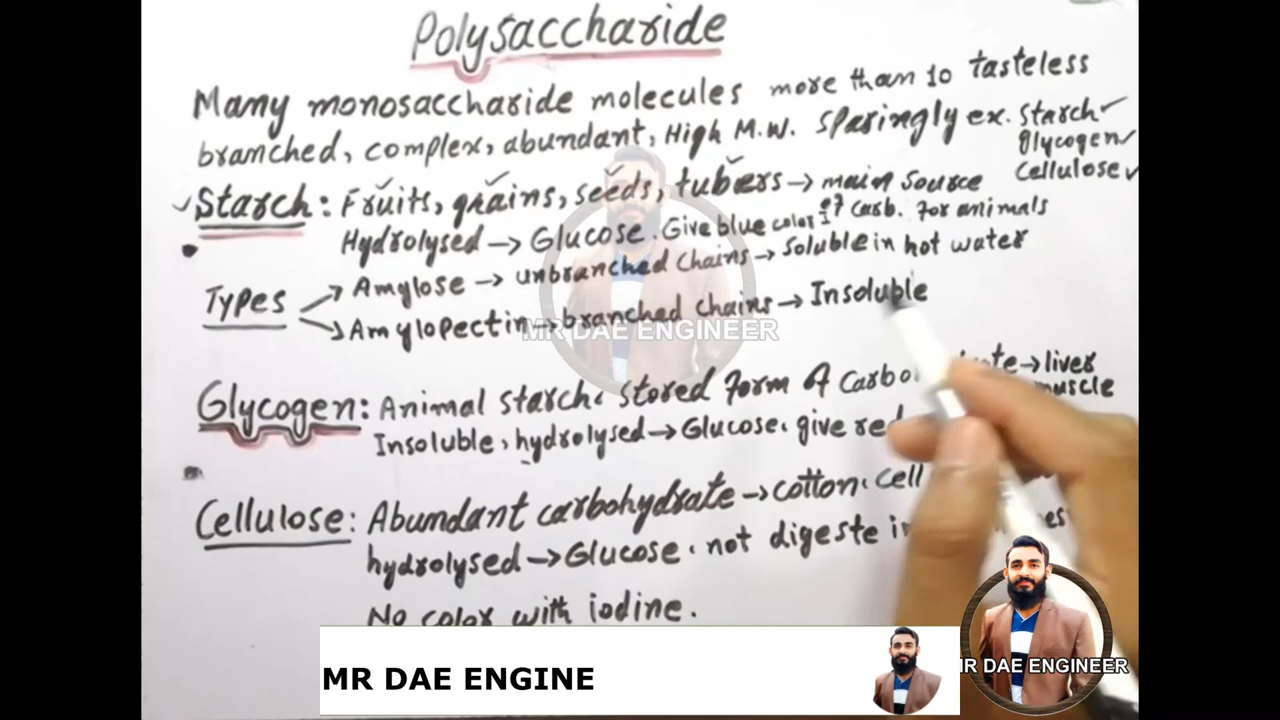 Polysaccharide
Many monosaccharide molecules more than 10 tasteless
branched, complex, abundant, High M.W. Sparingly ex. Starch
glycogen
Cellulose
Starch: Fruits, grains, seeds, tubers → main source
of carb. For animals
Hydrolysed → Glucose. Give blue color I
Types
Amylose → unbranched Chains → Soluble in hot water
Amylopectin → branched chains → Insoluble
Glycogen: Animal starch. Stored Form of Carbo → liver
muscle
Insoluble, hydrolysed → Glucose. give red
Cellulose: Abundant carbohydrate → cotton. cell
hydrolysed → Glucose. not digeste in
No color with iodine.
MR DAE ENGINEER
MR DAE ENGINE
MR DAE ENGINEER